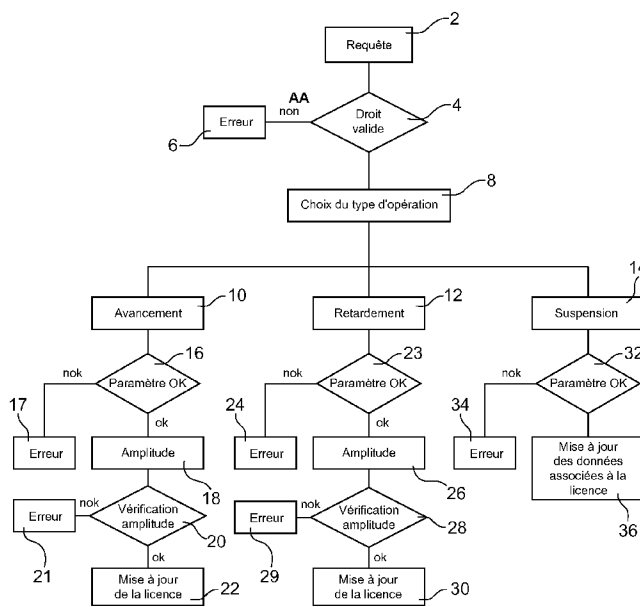 2
Requête
AA
non
Droit
valide
4
Erreur
6
8
Choix du type d'opération
10
12
14
Avancement
Retardement
Suspension
16
23
32
nok
Paramètre OK
nok
Paramètre OK
nok
Paramètre OK
17
24
34
ok
ok
Erreur
Amplitude
Erreur
Amplitude
Erreur
Mise à jour
des données
associées à la
licence
18
26
36
nok
nok
Erreur
Vérification
amplitude
20
Erreur
Vérification
amplitude
28
21
29
ok
ok
Mise à jour
de la licence
22
Mise à jour
de la licence
30